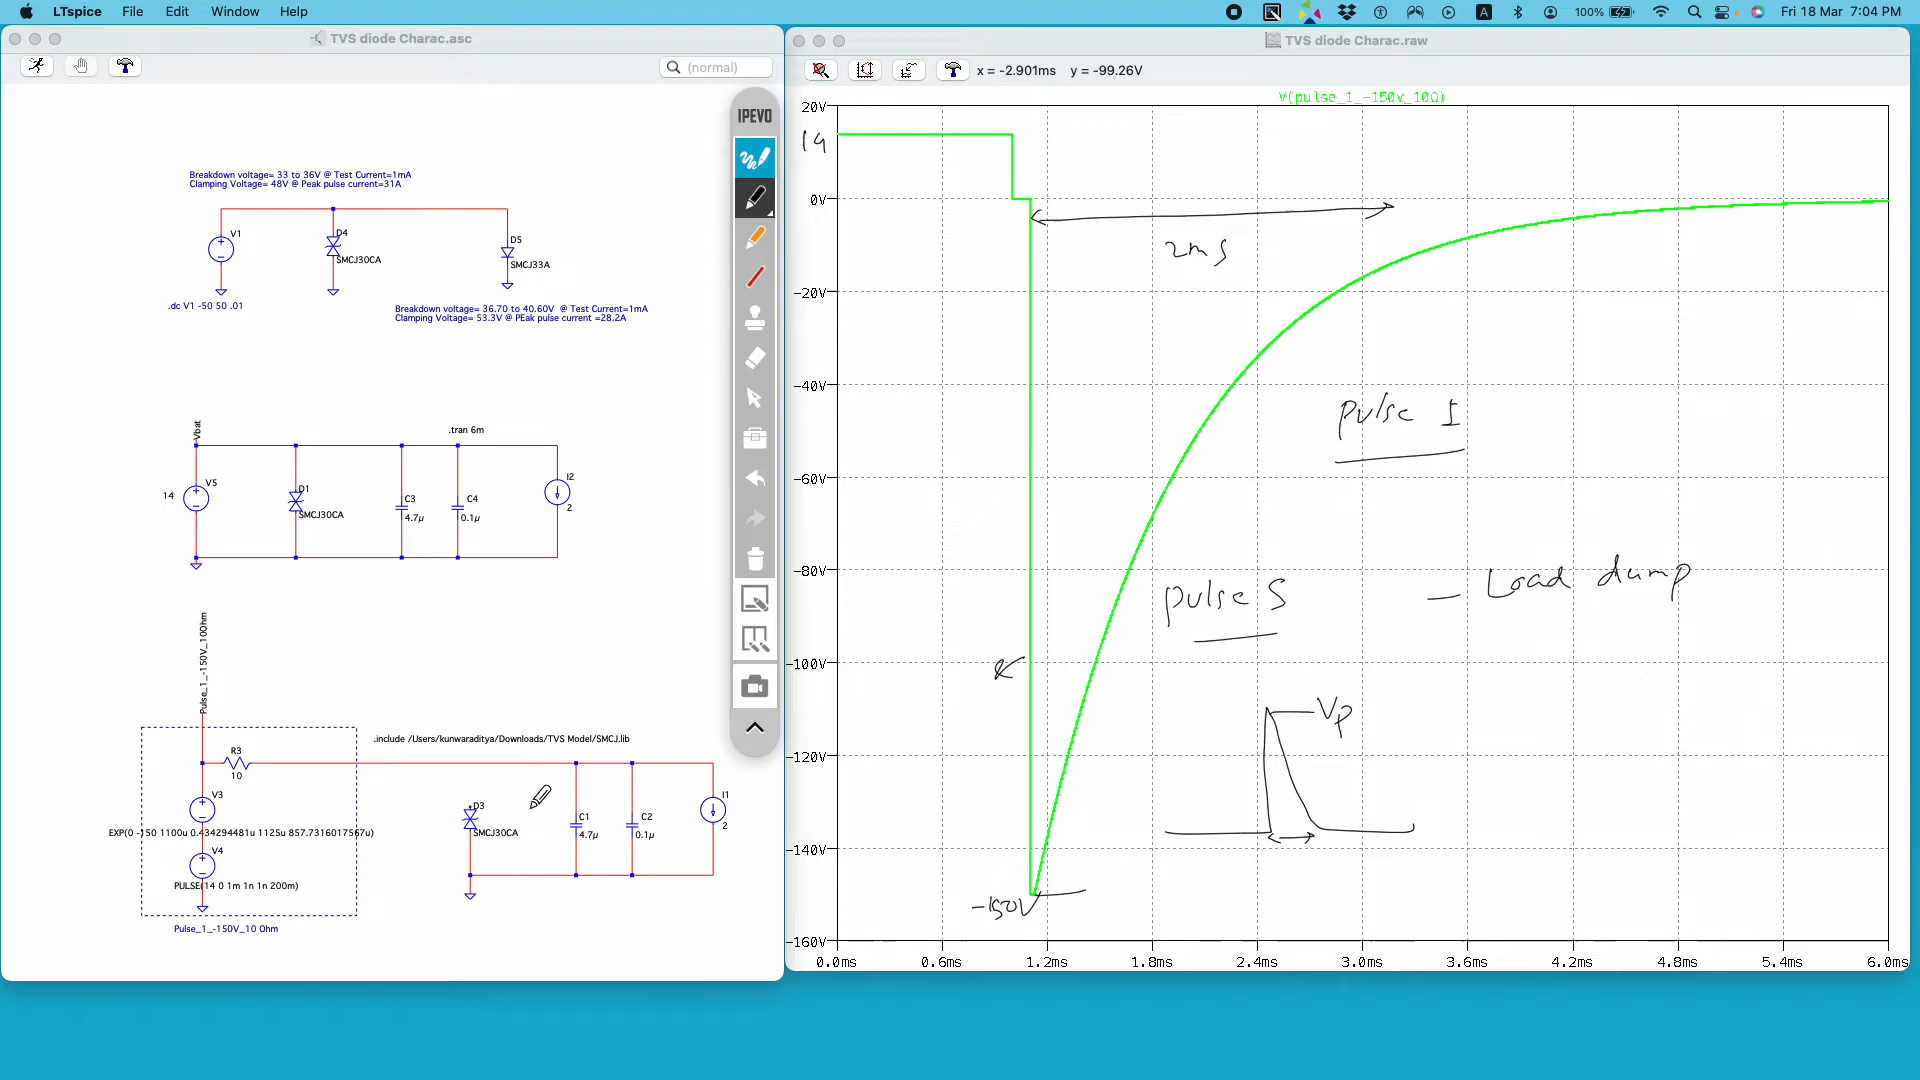 LTspice File Edit Window Help
100% A Fri 18 Mar 7:04 PM
TVS diode Charac.asc
(normal)
IPEVO
Breakdown voltage= 33 to 36V @ Test Current=1mA
Clamping Voltage= 48V @ Peak pulse current=31A
V1
D4
SMCJ30CA
D5
SMCJ33A
.dc V1 -50 50 .01
Breakdown voltage= 36.70 to 40.60V @ Test Current=1mA
Clamping Voltage= 53.3V @ PEak pulse current =28.2A
Vbat
.tran 6m
14
V5
D1
SMCJ30CA
C3
4.7µ
C4
0.1µ
I2
2
Pulse_1_-150V_10Ohm
.include /Users/kunwaraditya/Downloads/TVS Model/SMCJ.lib
R3
10
V3
EXP(0 -150 1100u 0.434294481u 1125u 857.7316017567u)
V4
PULSE(14 0 1m 1n 1n 200m)
Pulse_1_-150V_10 Ohm
D3
SMCJ30CA
C1
4.7µ
C2
0.1µ
I1
2
TVS diode Charac.raw
x = -2.901ms y = -99.26V
V(pulse_1_-150v_10Ω)
20V
14
0V
-20V
-40V
-60V
-80V
-100V
-120V
-140V
-160V
2ms
Pulse 1
Pulse 5 - Load dump
Vp
-150V
0.0ms 0.6ms 1.2ms 1.8ms 2.4ms 3.0ms 3.6ms 4.2ms 4.8ms 5.4ms 6.0ms